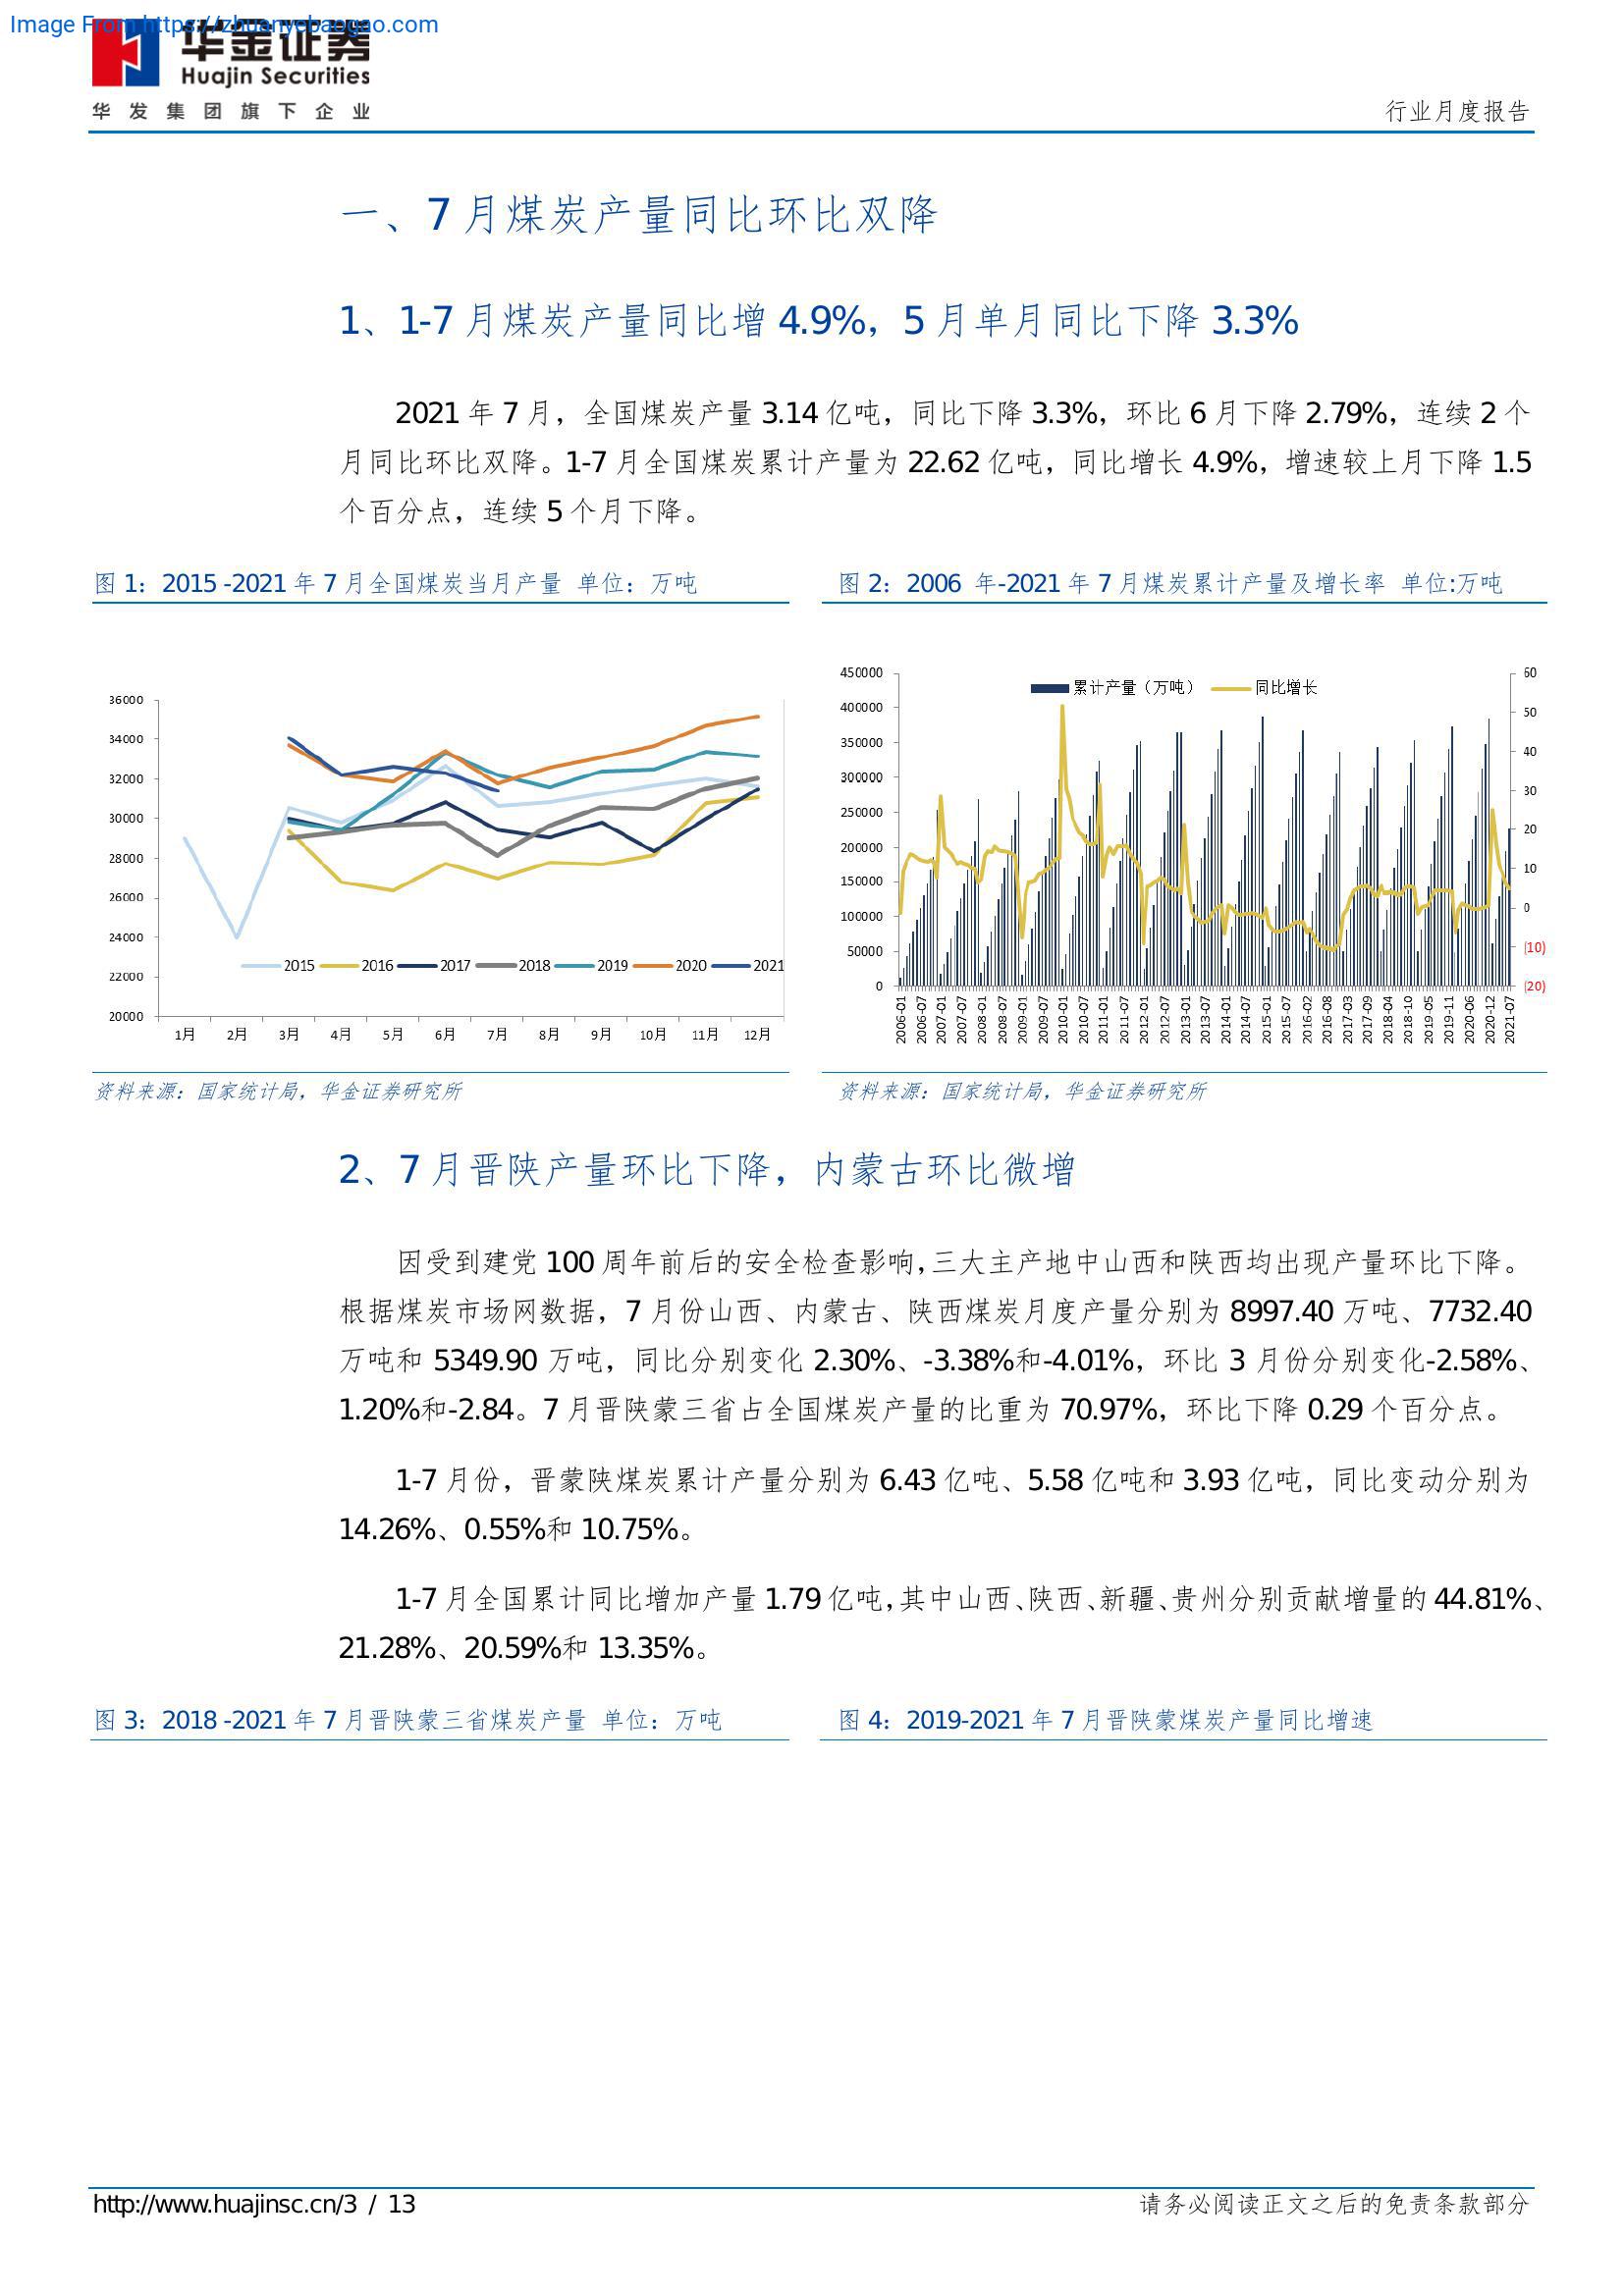 Image From https://zhuanyebaogao.com
华金证券
Huajin Securities
华发集团旗下企业
行业月度报告
一、7 月煤炭产量同比环比双降
1、1-7 月煤炭产量同比增 4.9%，5 月单月同比下降 3.3%
2021 年 7 月，全国煤炭产量 3.14 亿吨，同比下降 3.3%，环比 6 月下降 2.79%，连续 2 个
月同比环比双降。1-7 月全国煤炭累计产量为 22.62 亿吨，同比增长 4.9%，增速较上月下降 1.5
个百分点，连续 5 个月下降。
图 1：2015 -2021 年 7 月全国煤炭当月产量 单位：万吨
图 2：2006 年-2021 年 7 月煤炭累计产量及增长率 单位:万吨
36000
34000
32000
30000
28000
26000
24000
22000
20000
2015 2016 2017 2018 2019 2020 2021
1月 2月 3月 4月 5月 6月 7月 8月 9月 10月 11月 12月
累计产量（万吨） 同比增长
450000
400000
350000
300000
250000
200000
150000
100000
50000
0
60
50
40
30
20
10
0
(10)
(20)
2006-01 2006-07 2007-01 2007-07 2008-01 2008-07 2009-01 2009-07 2010-01 2010-07 2011-01 2011-07 2012-01 2012-07 2013-01 2013-07 2014-01 2014-07 2015-01 2015-07 2016-02 2016-08 2017-03 2017-09 2018-04 2018-10 2019-05 2019-11 2020-06 2020-12 2021-07
资料来源：国家统计局，华金证券研究所
资料来源：国家统计局，华金证券研究所
2、7 月晋陕产量环比下降，内蒙古环比微增
因受到建党 100 周年前后的安全检查影响,三大主产地中山西和陕西均出现产量环比下降。
根据煤炭市场网数据，7 月份山西、内蒙古、陕西煤炭月度产量分别为 8997.40 万吨、7732.40
万吨和 5349.90 万吨，同比分别变化 2.30%、-3.38%和-4.01%，环比 3 月份分别变化-2.58%、
1.20%和-2.84。7 月晋陕蒙三省占全国煤炭产量的比重为 70.97%，环比下降 0.29 个百分点。
1-7 月份，晋蒙陕煤炭累计产量分别为 6.43 亿吨、5.58 亿吨和 3.93 亿吨，同比变动分别为
14.26%、0.55%和 10.75%。
1-7 月全国累计同比增加产量 1.79 亿吨,其中山西、陕西、新疆、贵州分别贡献增量的 44.81%、
21.28%、20.59%和 13.35%。
图 3：2018 -2021 年 7 月晋陕蒙三省煤炭产量 单位：万吨
图 4：2019-2021 年 7 月晋陕蒙煤炭产量同比增速
http://www.huajinsc.cn/3 / 13
请务必阅读正文之后的免责条款部分